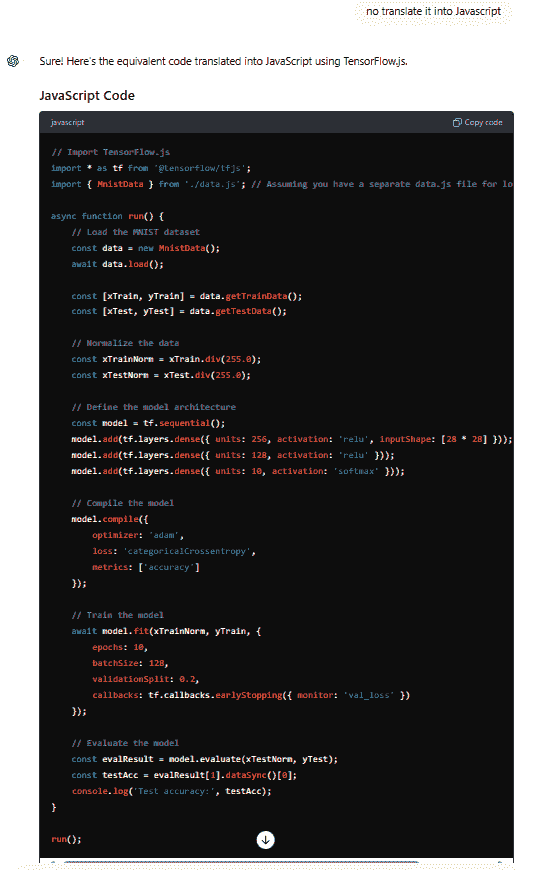 no translate it into Javascript
Sure! Here's the equivalent code translated into JavaScript using TensorFlow.js.
JavaScript Code
javascript
Copy code
// Import TensorFlow.js
import * as tf from '@tensorflow/tfjs';
import { MnistData } from './data.js'; // Assuming you have a separate data.js file for lo
async function run() {
// Load the MNIST dataset
const data = new MnistData();
await data.load();
const [xTrain, yTrain] = data.getTrainData();
const [xTest, yTest] = data.getTestData();
// Normalize the data
const xTrainNorm = xTrain.div(255.0);
const xTestNorm = xTest.div(255.0);
// Define the model architecture
const model = tf.sequential();
model.add(tf.layers.dense({ units: 256, activation: 'relu', inputShape: [28 * 28] }));
model.add(tf.layers.dense({ units: 128, activation: 'relu' }));
model.add(tf.layers.dense({ units: 10, activation: 'softmax' }));
// Compile the model
model.compile({
optimizer: 'adam',
loss: 'categoricalCrossentropy',
metrics: ['accuracy']
});
// Train the model
await model.fit(xTrainNorm, yTrain, {
epochs: 10,
batchSize: 128,
validationSplit: 0.2,
callbacks: tf.callbacks.earlyStopping({ monitor: 'val_loss' })
});
// Evaluate the model
const evalResult = model.evaluate(xTestNorm, yTest);
const testAcc = evalResult[1].dataSync()[0];
console.log('Test accuracy:', testAcc);
}
run();